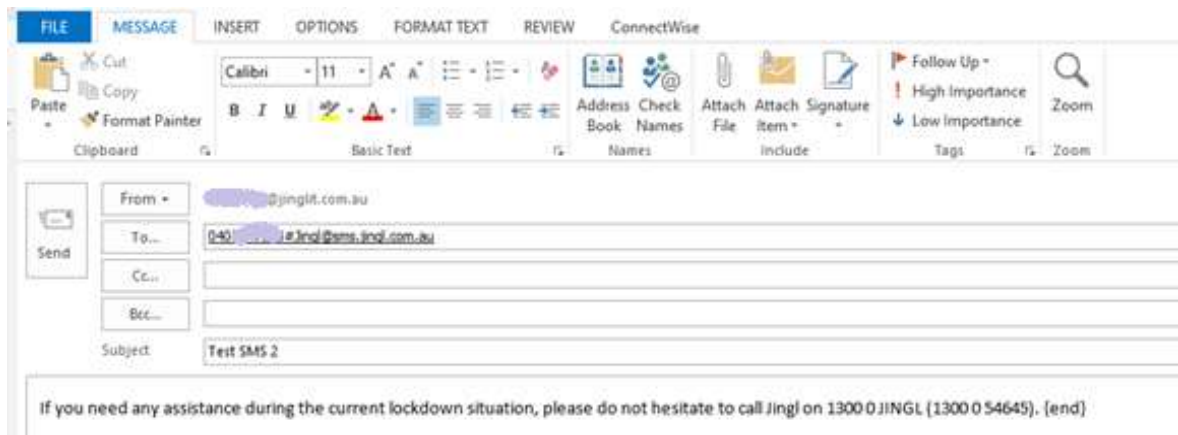 FILE MESSAGE INSERT OPTIONS FORMAT TEXT REVIEW ConnectWise
Cut
Copy
Format Painter
Paste
Clipboard
Calibri 11 A A
B I U A
Basic Text
Address Book
Check Names
Names
Attach File
Attach Item
Signature
Include
Follow Up
High Importance
Low Importance
Tags
Zoom
Zoom
Send
From @jinglit.com.au
To... 040 #Jingl@sms.jingl.com.au
Cc...
Bcc...
Subject Test SMS 2
If you need any assistance during the current lockdown situation, please do not hesitate to call Jingl on 1300 0 JINGL (1300 0 54645). {end}